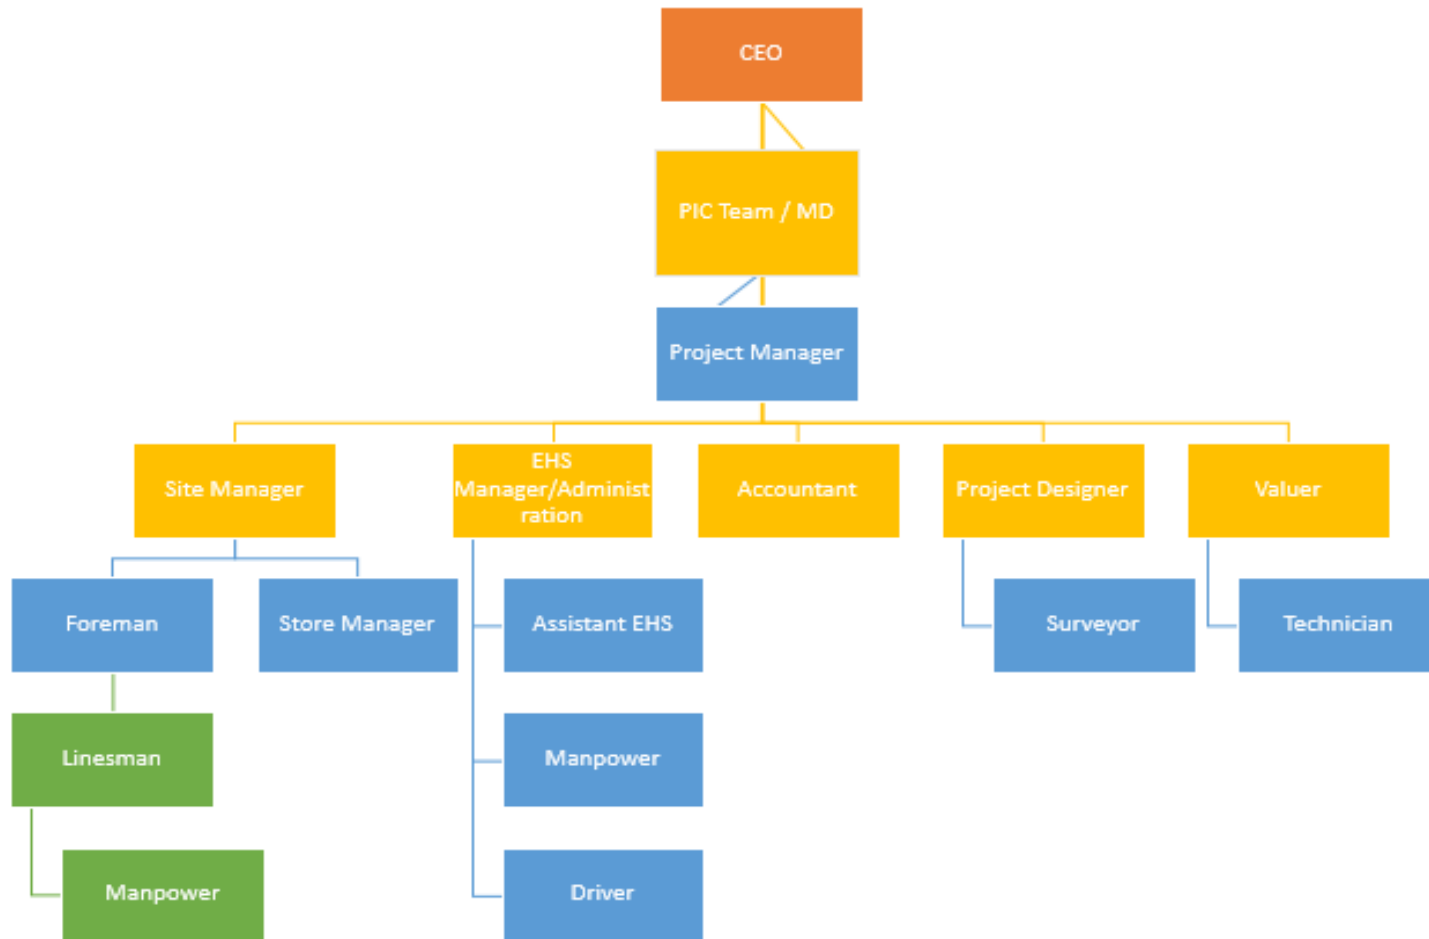 CEO
PIC Team / MD
Project Manager
Site Manager
EHS
Manager/Administ
ration
Accountant
Project Designer
Valuer
Foreman
Store Manager
Assistant EHS
Surveyor
Technician
Linesman
Manpower
Manpower
Driver